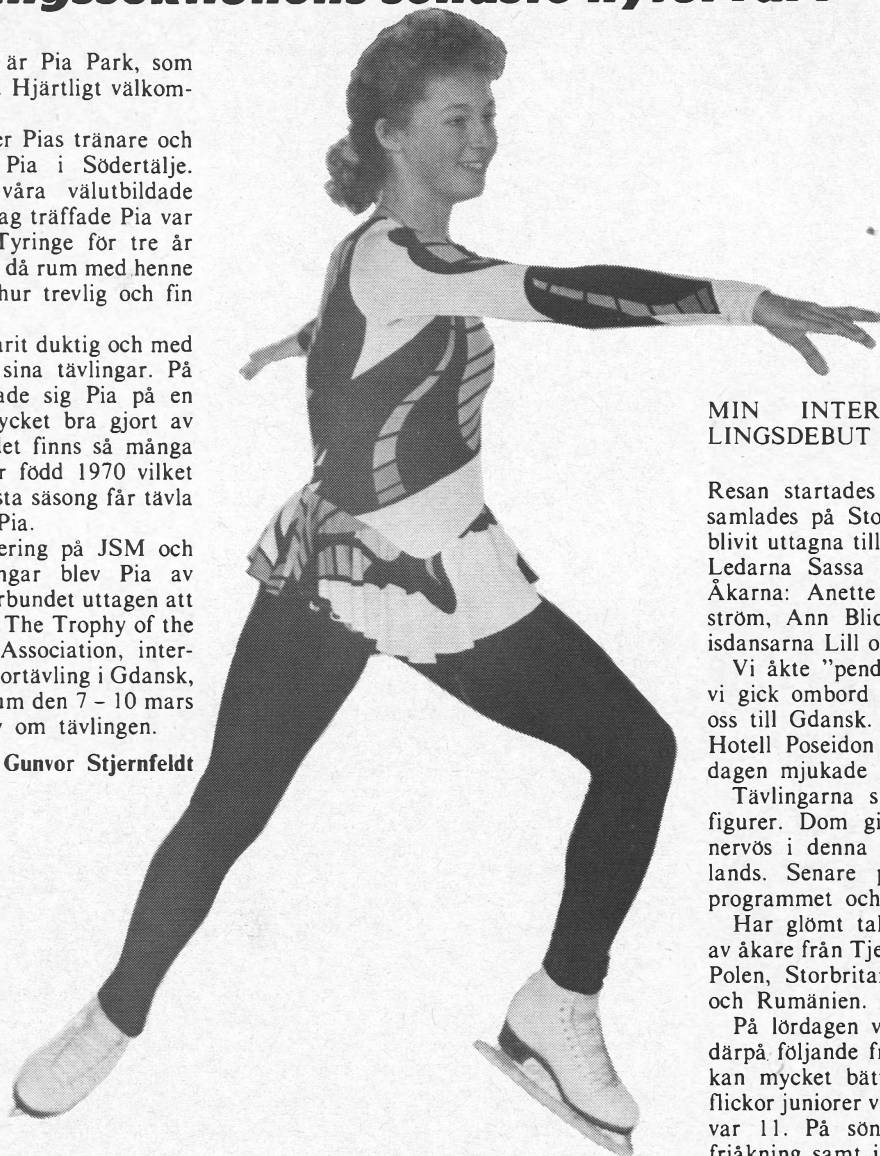 är Pia Park, som
Hjärtligt välkom-
er Pias tränare och
Pia i Södertälje.
våra välutbildade
ag träffade Pia var
Tyringe för tre år
då rum med henne
hur trevlig och fin
arit duktig och med
sina tävlingar. På
ade sig Pia på en
ycket bra gjort av
det finns så många
r född 1970 vilket
sta säsong får tävla
Pia.
ering på JSM och
ngar blev Pia av
rbundet uttagen att
The Trophy of the
Association, inter-
ortävling i Gdansk,
um den 7 – 10 mars
om tävlingen.
Gunvor Stjernfeldt
MIN INTER
LINGSDEBUT
Resan startades
samlades på Sto
blivit uttagna till
Ledarna Sassa
Åkarna: Anette
ström, Ann Blic
isdansarna Lill o
Vi åkte "pend
vi gick ombord
oss till Gdansk.
Hotell Poseidon
dagen mjukade
Tävlingarna s
figurer. Dom gi
nervös i denna
lands. Senare p
programmet och
Har glömt tal
av åkare från Tje
Polen, Storbrita
och Rumänien.
På lördagen v
därpå följande fr
kan mycket bät
flickor juniorer v
var 11. På sön
friåkning samt i